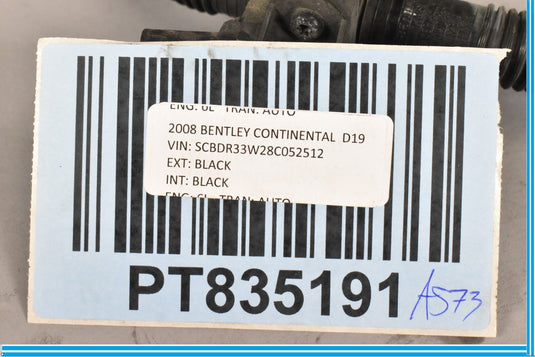 ENG: 6L TRAN: AUTO
2008 BENTLEY CONTINENTAL D19
VIN: SCBDR33W28C052512
EXT: BLACK
INT: BLACK
ENG: 6L TRAN: AUTO
PT835191
A573